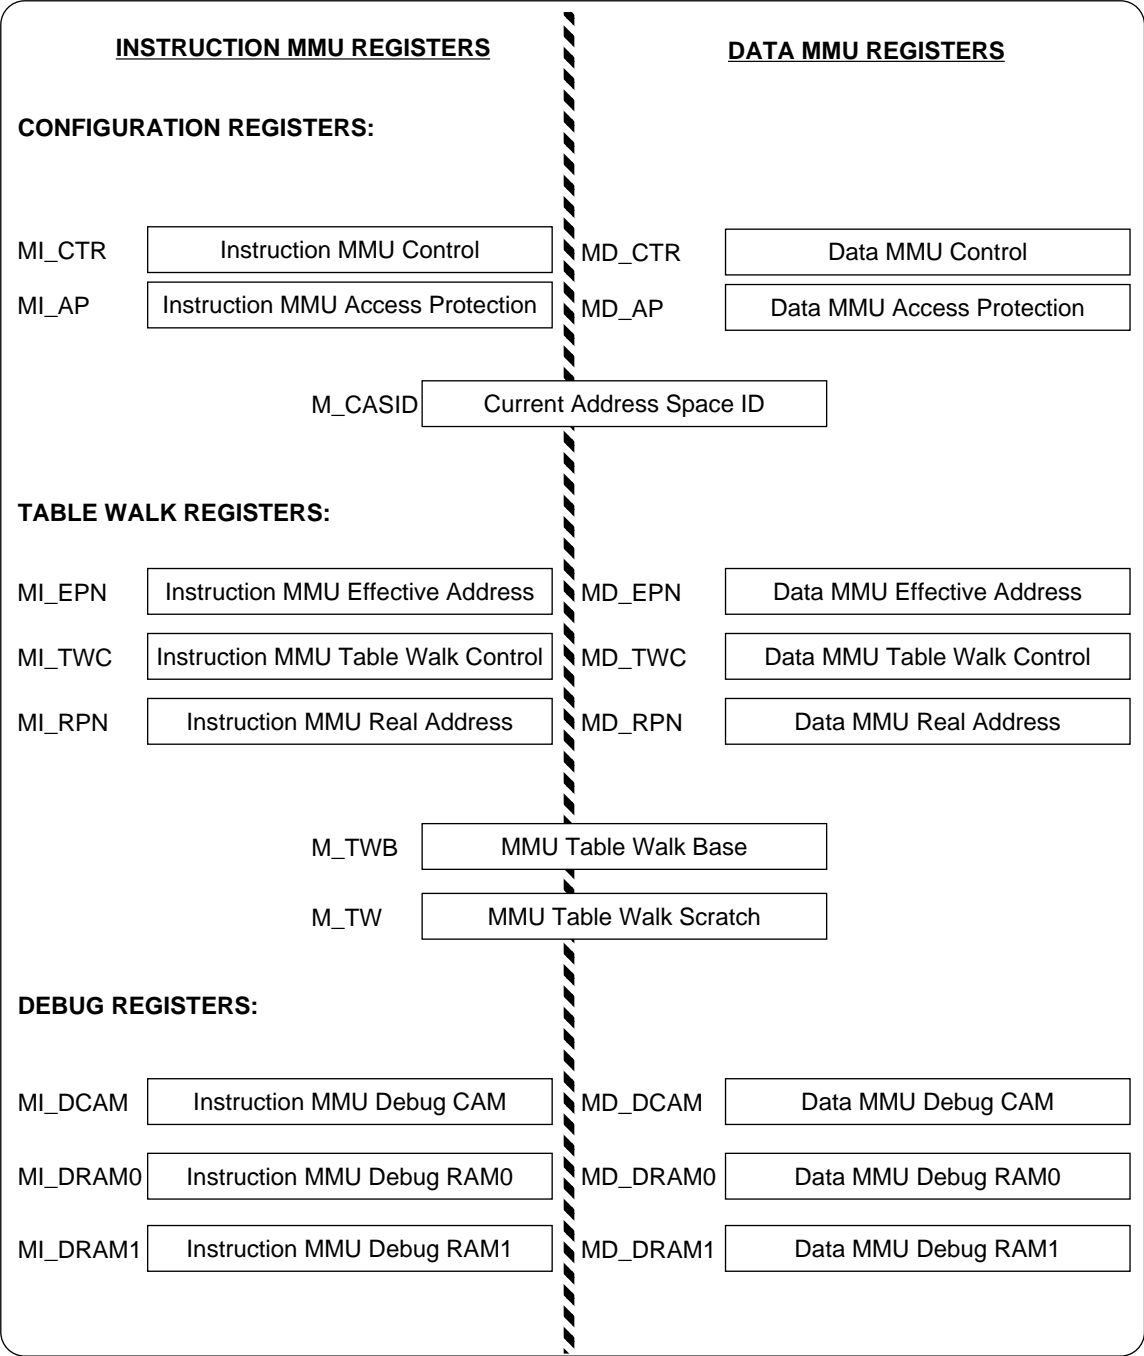 INSTRUCTION MMU REGISTERS
DATA MMU REGISTERS
CONFIGURATION REGISTERS:
MI_CTR Instruction MMU Control MD_CTR Data MMU Control
MI_AP Instruction MMU Access Protection MD_AP Data MMU Access Protection
M_CASID Current Address Space ID
TABLE WALK REGISTERS:
MI_EPN Instruction MMU Effective Address MD_EPN Data MMU Effective Address
MI_TWC Instruction MMU Table Walk Control MD_TWC Data MMU Table Walk Control
MI_RPN Instruction MMU Real Address MD_RPN Data MMU Real Address
M_TWB MMU Table Walk Base
M_TW MMU Table Walk Scratch
DEBUG REGISTERS:
MI_DCAM Instruction MMU Debug CAM MD_DCAM Data MMU Debug CAM
MI_DRAM0 Instruction MMU Debug RAM0 MD_DRAM0 Data MMU Debug RAM0
MI_DRAM1 Instruction MMU Debug RAM1 MD_DRAM1 Data MMU Debug RAM1